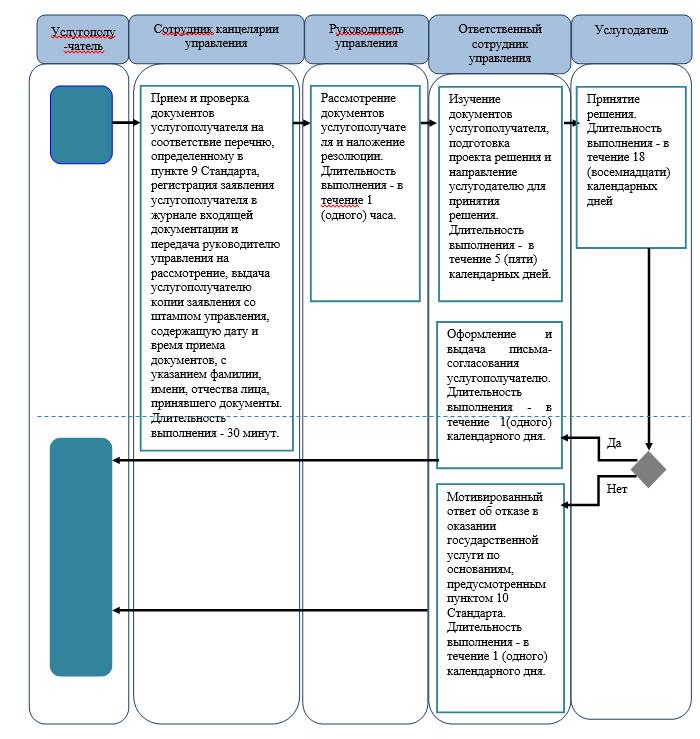 Услугополу
-чатель
Сотрудник канцелярии
управления
Руководитель
управления
Ответственный
сотрудник
управления
Услугодатель
Прием и проверка
документов
услугополучателя на
соответствие перечню,
определенному в
пункте 9 Стандарта,
регистрация заявления
услугополучателя в
журнале входящей
документации и
передача руководителю
управления на
рассмотрение, выдача
услугополучателю
копии заявления со
штампом управления,
содержащую дату и
время приема
документов, с
указанием фамилии,
имени, отчества лица,
принявшего документы.
Длительность
выполнения - 30 минут.
Рассмотрение
документов
услугополучате
ля и наложение
резолюции.
Длительность
выполнения - в
течение 1
(одного) часа.
Изучение
документов
услугополучателя,
подготовка
проекта решения и
направление
услугодателю для
принятия
решения.
Длительность
выполнения - в
течение 5 (пяти)
календарных дней.
Принятие
решения.
Длительность
выполнения - в
течение 18
(восемнадцати)
календарных
дней
Оформление и
выдача письма-
согласования
услугополучателю.
Длительность
выполнения - в
течение 1(одного)
календарного дня.
Да
Нет
Мотивированный
ответ об отказе в
оказании
государственной
услуги по
основаниям,
предусмотренным
пунктом 10
Стандарта.
Длительность
выполнения - в
течение 1 (одного)
календарного дня.